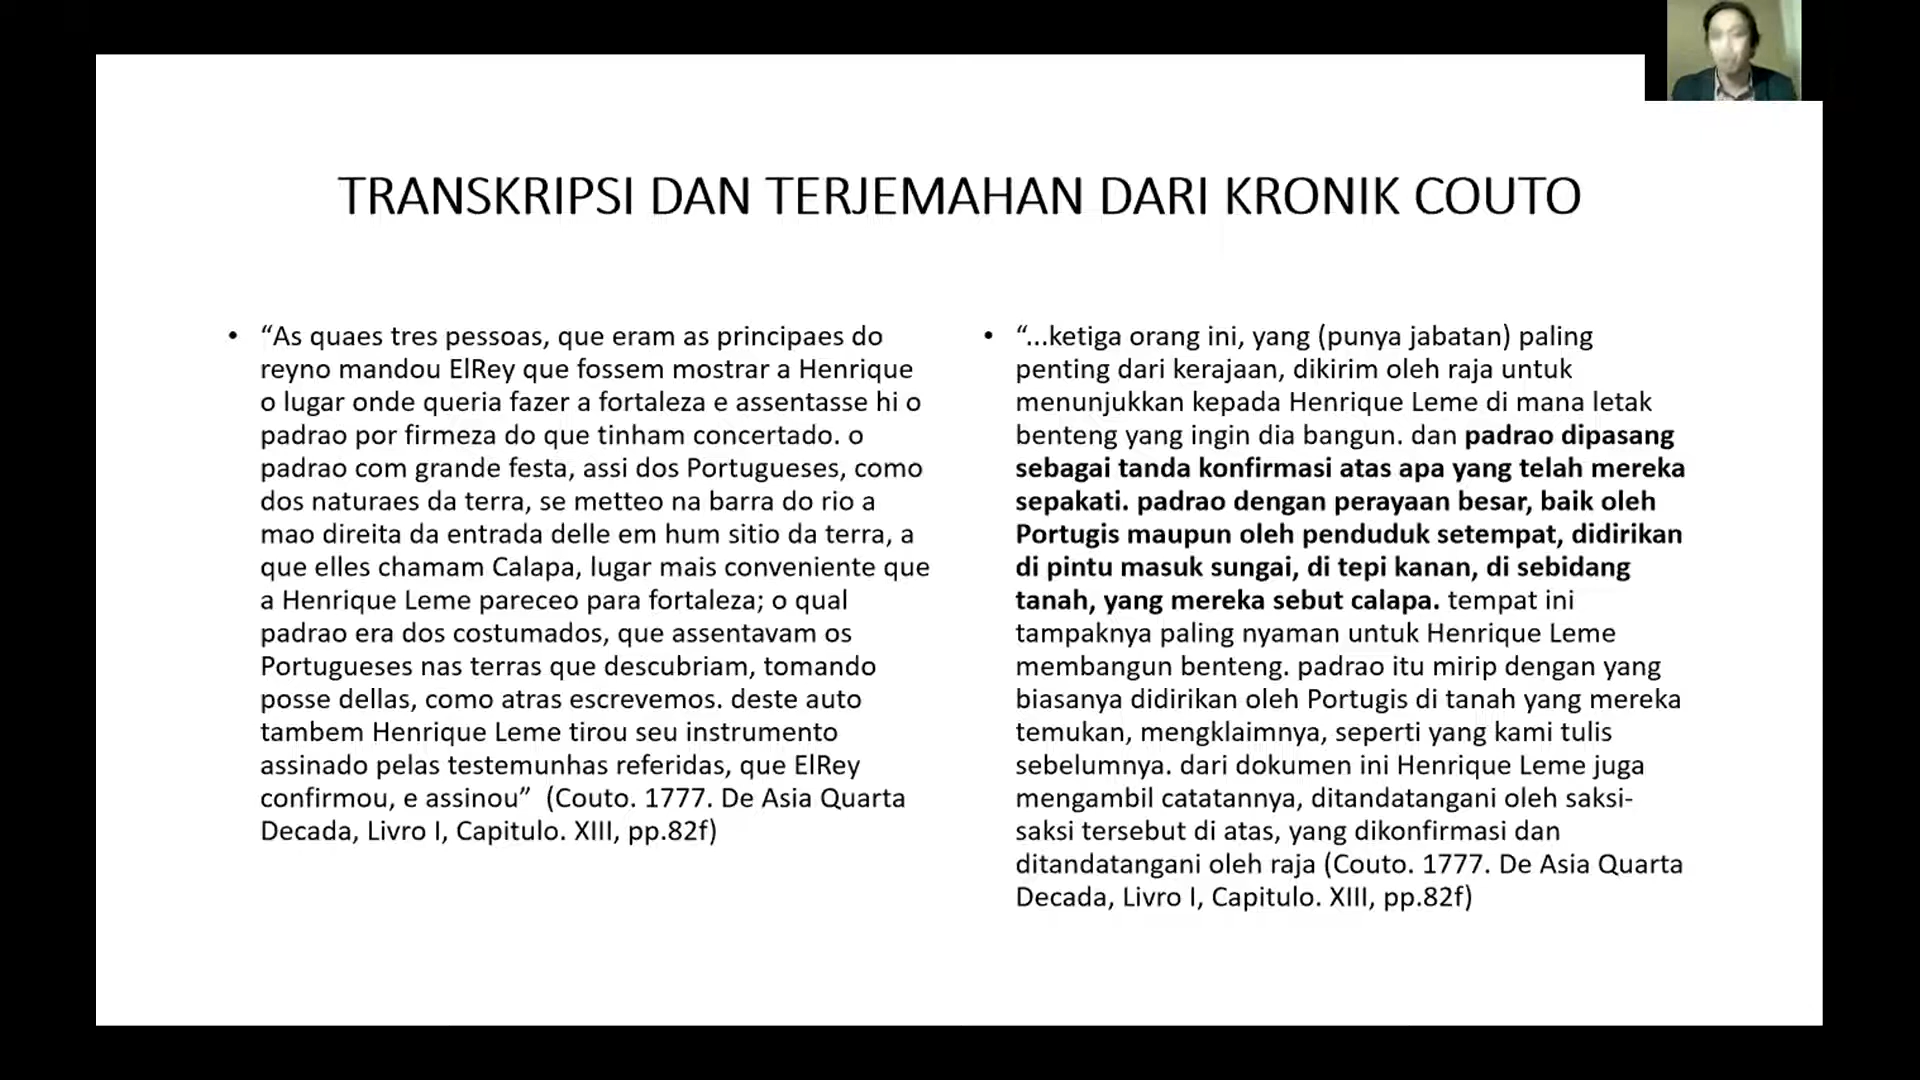 TRANSKRIPSI DAN TERJEMAHAN DARI KRONIK COUTO
• “As quaes tres pessoas, que eram as principaes do
reyno mandou ElRey que fossem mostrar a Henrique
o lugar onde queria fazer a fortaleza e assentasse hi o
padrao por firmeza do que tinham concertado. o
padrao com grande festa, assi dos Portugueses, como
dos naturaes da terra, se metteo na barra do rio a
mao direita da entrada delle em hum sitio da terra, a
que elles chamam Calapa, lugar mais conveniente que
a Henrique Leme pareceo para fortaleza; o qual
padrao era dos costumados, que assentavam os
Portugueses nas terras que descubriam, tomando
posse dellas, como atras escrevemos. deste auto
tambem Henrique Leme tirou seu instrumento
assinado pelas testemunhas referidas, que ElRey
confirmou, e assinou” (Couto. 1777. De Asia Quarta
Decada, Livro I, Capitulo. XIII, pp.82f)
• “...ketiga orang ini, yang (punya jabatan) paling
penting dari kerajaan, dikirim oleh raja untuk
menunjukkan kepada Henrique Leme di mana letak
benteng yang ingin dia bangun. dan padrao dipasang
sebagai tanda konfirmasi atas apa yang telah mereka
sepakati. padrao dengan perayaan besar, baik oleh
Portugis maupun oleh penduduk setempat, didirikan
di pintu masuk sungai, di tepi kanan, di sebidang
tanah, yang mereka sebut calapa. tempat ini
tampaknya paling nyaman untuk Henrique Leme
membangun benteng. padrao itu mirip dengan yang
biasanya didirikan oleh Portugis di tanah yang mereka
temukan, mengklaimnya, seperti yang kami tulis
sebelumnya. dari dokumen ini Henrique Leme juga
mengambil catatannya, ditandatangani oleh saksi-
saksi tersebut di atas, yang dikonfirmasi dan
ditandatangani oleh raja (Couto. 1777. De Asia Quarta
Decada, Livro I, Capitulo. XIII, pp.82f)